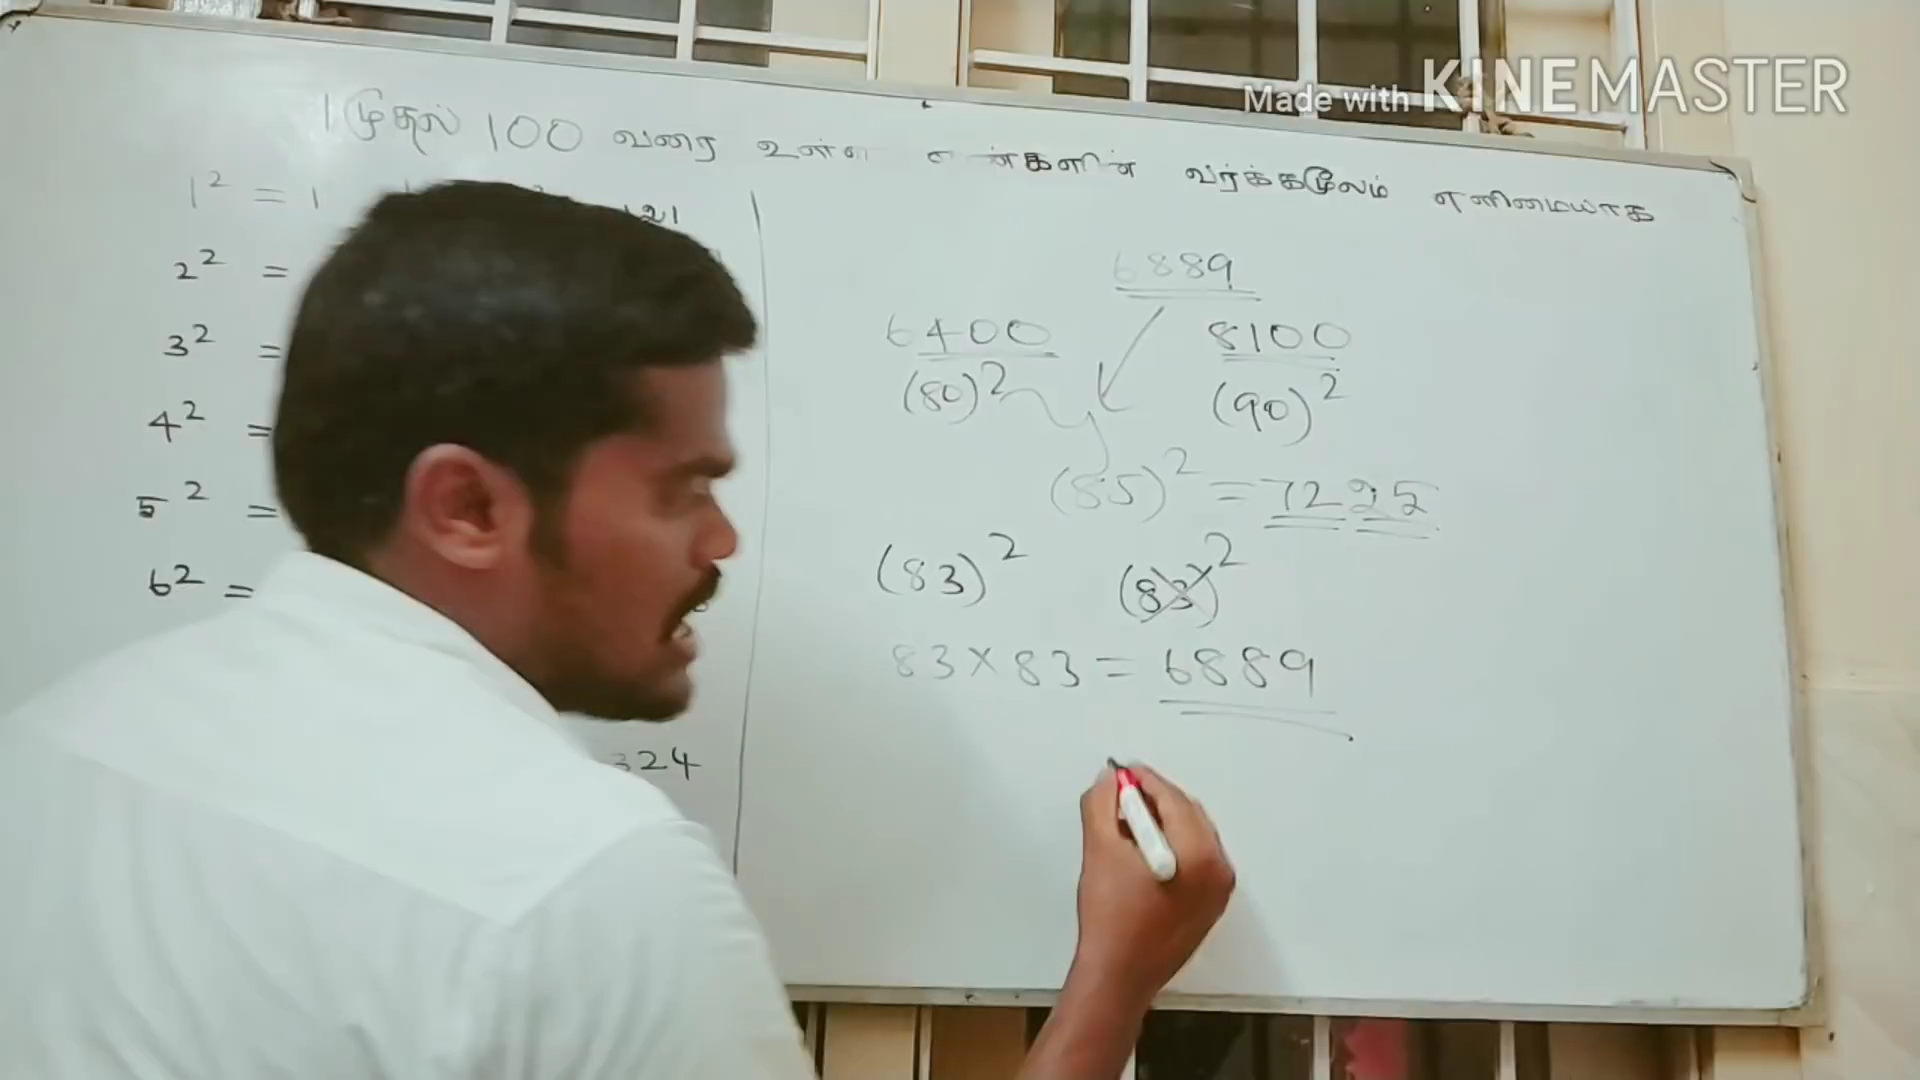 Made with KINEMASTER
1 முதல் 100 வரை உள்ள எண்களின் வர்க்கமூலம் எளிமையாக
1² = 1
121
2² =
3² =
4² =
5² =
6² =
324
6889
6400 8100
(80)² (90)²
(85)² = 7225
(83)² (83)²
83 × 83 = 6889